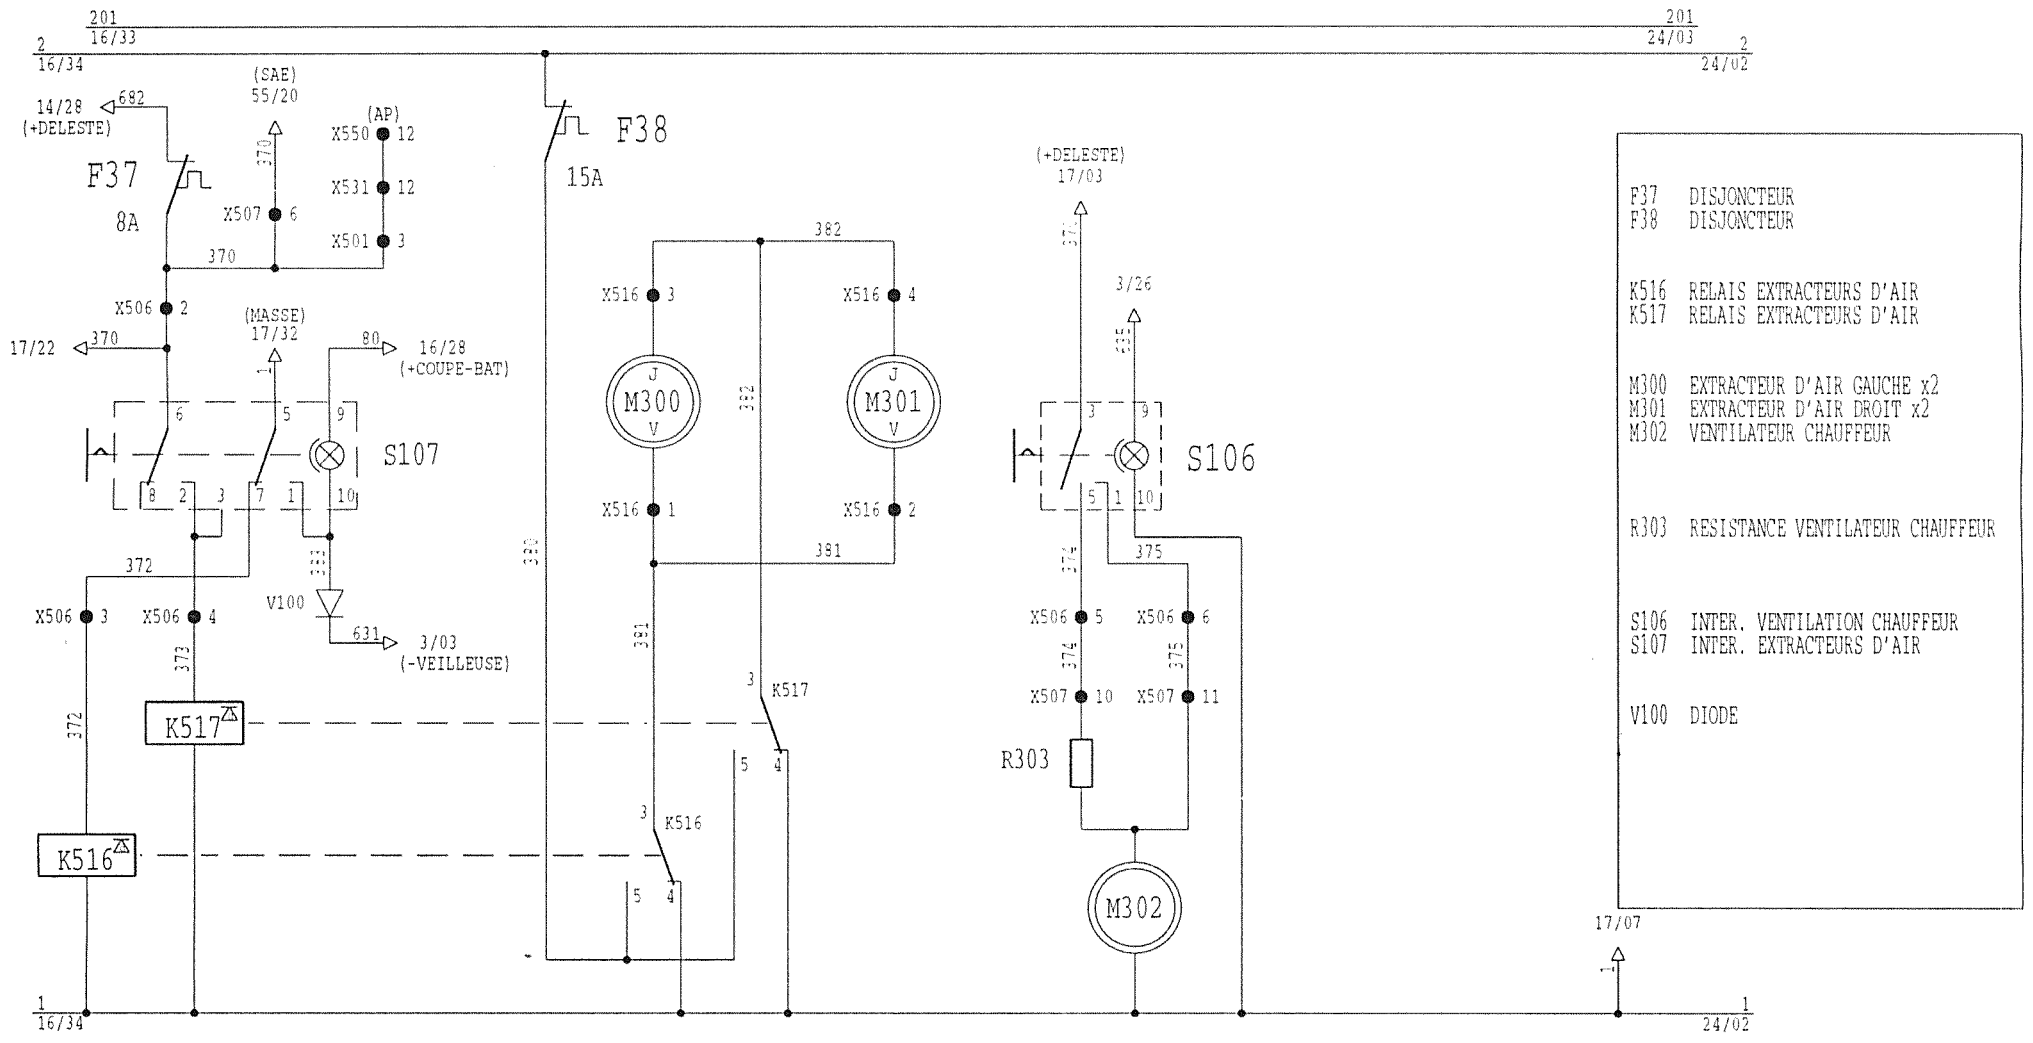 201
16/33
201
24/03
2
16/34
2
24/02
(SAE)
55/20
14/28
(+DELESTE)
682
(AP)
X550 12
370
X531 12
X507 6
X501 3
F37
8A
370
F38
15A
X506 2
17/22
370
(MASSE)
17/32
1
80
16/28
(+COUPE-BAT)
6 5 9
S107
8 2 3 7 1 10
372
383
X506 3
X506 4
V100
631
3/03
(-VEILLEUSE)
373
372
K517
K516
380
382
X516 3
X516 4
382
J
M300
V
J
M301
V
X516 1
X516 2
381
381
3
K517
5 4
3
K516
5 4
(+DELESTE)
17/03
3/26
635
3 9
S106
5 1 10
374
375
X506 5
X506 6
374
375
X507 10
X507 11
R303
M302
F37 DISJONCTEUR
F38 DISJONCTEUR
K516 RELAIS EXTRACTEURS D'AIR
K517 RELAIS EXTRACTEURS D'AIR
M300 EXTRACTEUR D'AIR GAUCHE x2
M301 EXTRACTEUR D'AIR DROIT x2
M302 VENTILATEUR CHAUFFEUR
R303 RESISTANCE VENTILATEUR CHAUFFEUR
S106 INTER. VENTILATION CHAUFFEUR
S107 INTER. EXTRACTEURS D'AIR
V100 DIODE
17/07
1
1
16/34
1
24/02